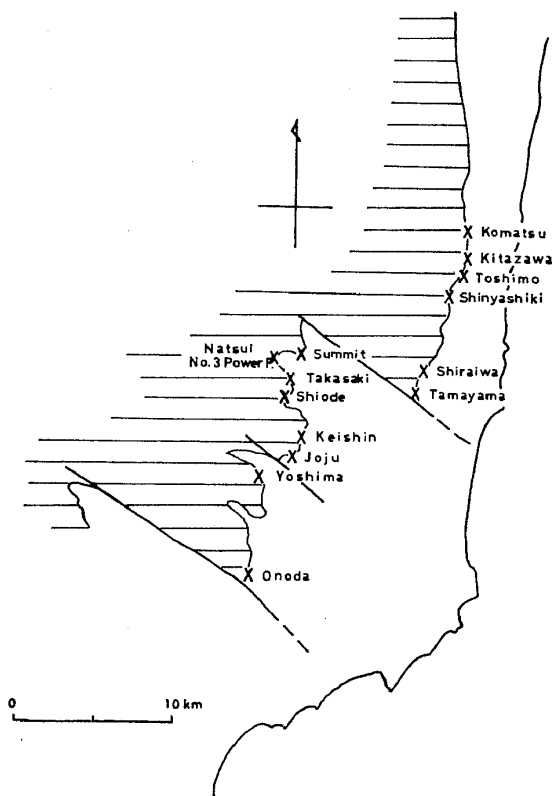 Komatsu
Kitazawa
Toshimo
Shinyashiki
Natsui
No.3 Power P.
Summit
Takasaki
Shiraiwa
Shiode
Tamayama
Keishin
Joju
Yoshima
Onoda
0
10 km